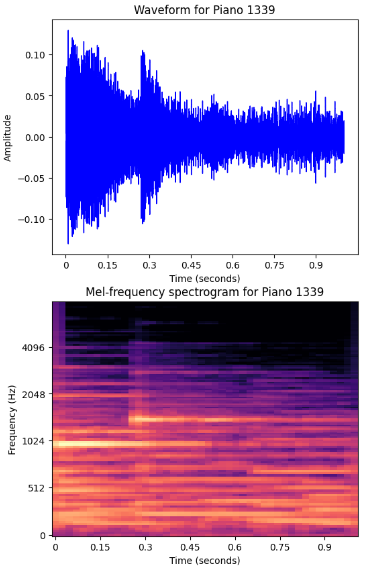 Waveform for Piano 1339
Amplitude
0.10
0.05
0.00
−0.05
−0.10
0 0.15 0.3 0.45 0.6 0.75 0.9
Time (seconds)
Mel-frequency spectrogram for Piano 1339
Frequency (Hz)
4096
2048
1024
512
0
0 0.15 0.3 0.45 0.6 0.75 0.9
Time (seconds)